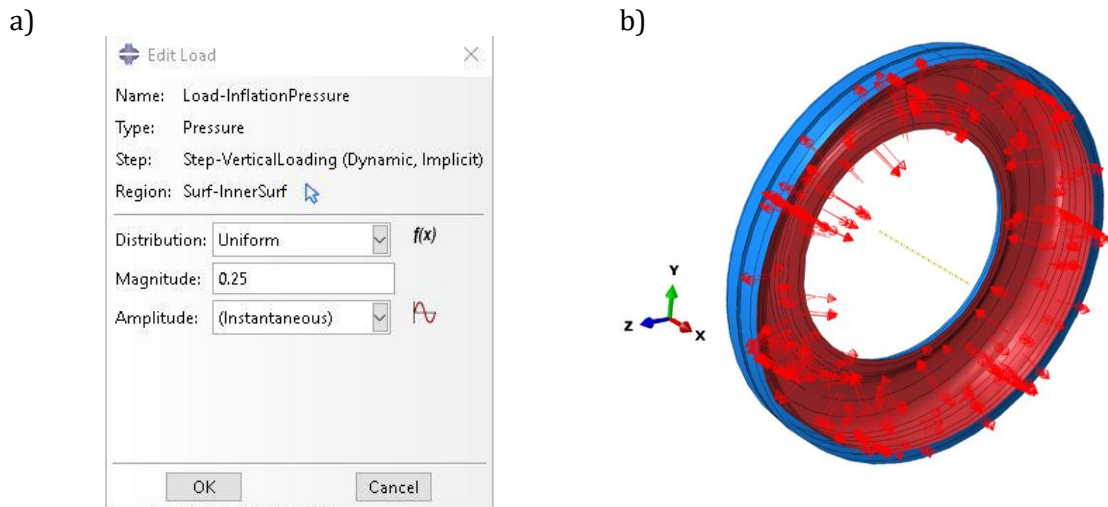 a)
Edit Load
Name: Load-InflationPressure
Type: Pressure
Step: Step-VerticalLoading (Dynamic, Implicit)
Region: Surf-InnerSurf
Distribution: Uniform f(x)
Magnitude: 0.25
Amplitude: (Instantaneous)
OK Cancel
b)
Y
Z
X